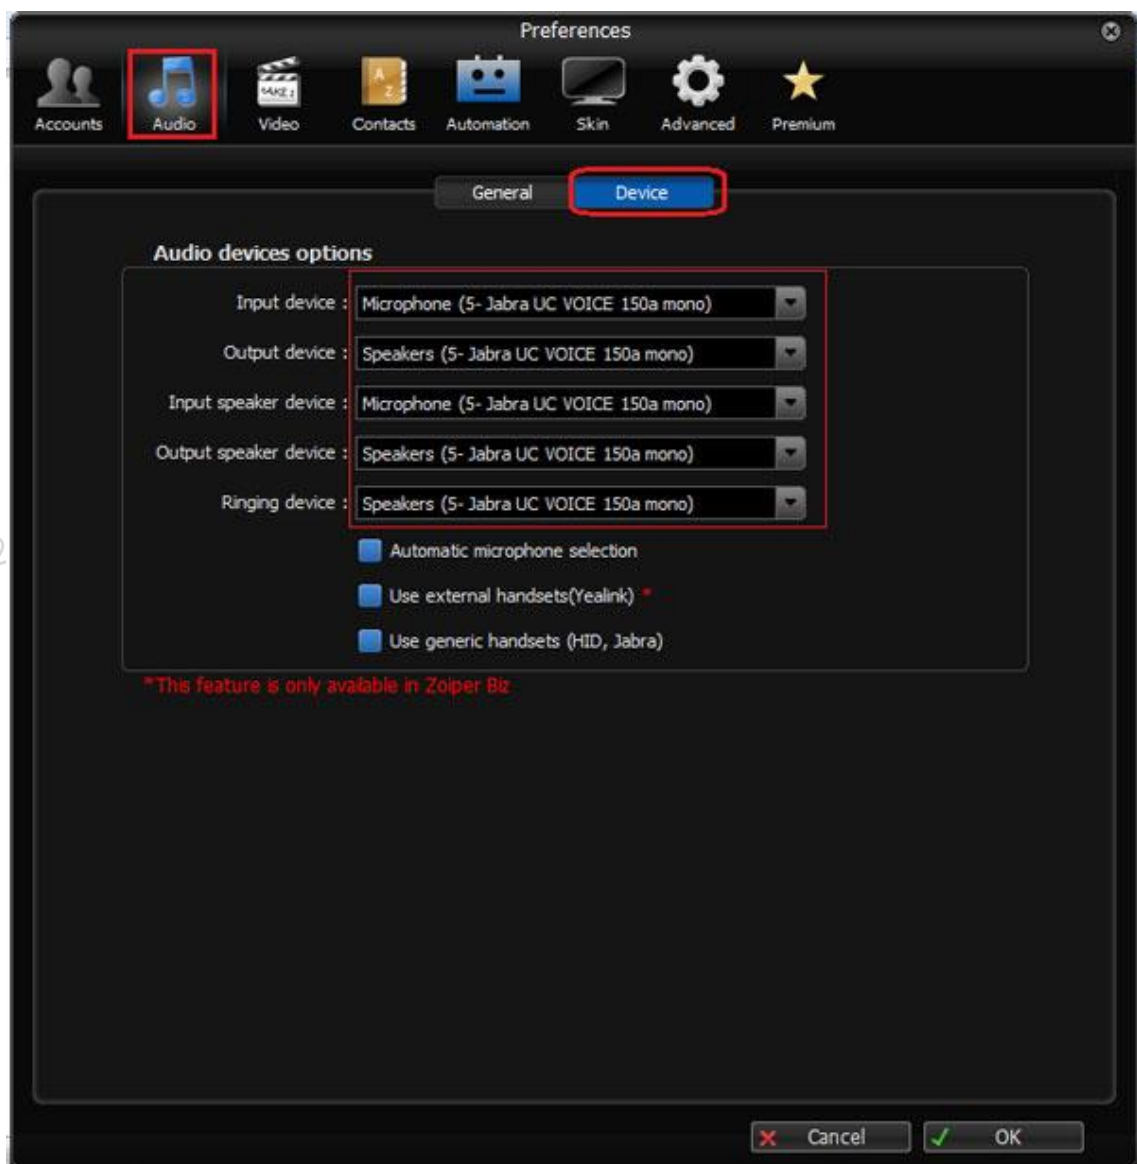 Preferences
Accounts Audio Video Contacts Automation Skin Advanced Premium
General Device
Audio devices options
Input device : Microphone (5- Jabra UC VOICE 150a mono)
Output device : Speakers (5- Jabra UC VOICE 150a mono)
Input speaker device : Microphone (5- Jabra UC VOICE 150a mono)
Output speaker device : Speakers (5- Jabra UC VOICE 150a mono)
Ringing device : Speakers (5- Jabra UC VOICE 150a mono)
Automatic microphone selection
Use external handsets(Yealink) *
Use generic handsets (HID, Jabra)
*This feature is only available in Zoiper Biz
Cancel OK